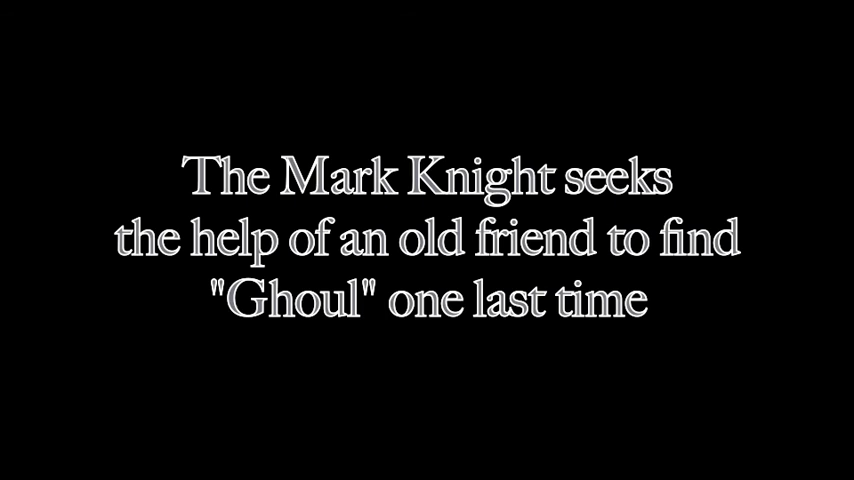 The Mark Knight seeks
the help of an old friend to find
"Ghoul" one last time